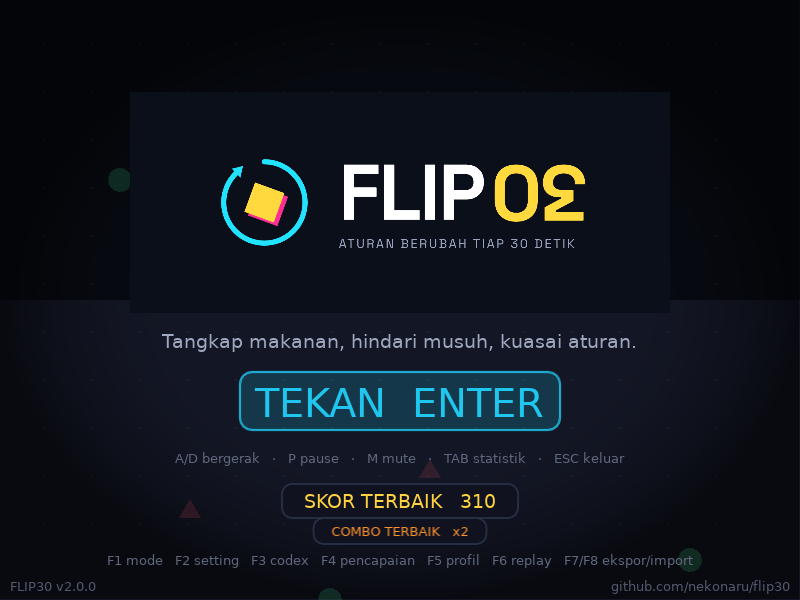 FLIP 30
ATURAN BERUBAH TIAP 30 DETIK
Tangkap makanan, hindari musuh, kuasai aturan.
TEKAN ENTER
A/D bergerak · P pause · M mute · TAB statistik · ESC keluar
SKOR TERBAIK 310
COMBO TERBAIK x2
F1 mode F2 setting F3 codex F4 pencapaian F5 profil F6 replay F7/F8 ekspor/import
FLIP30 v2.0.0
github.com/nekonaru/flip30